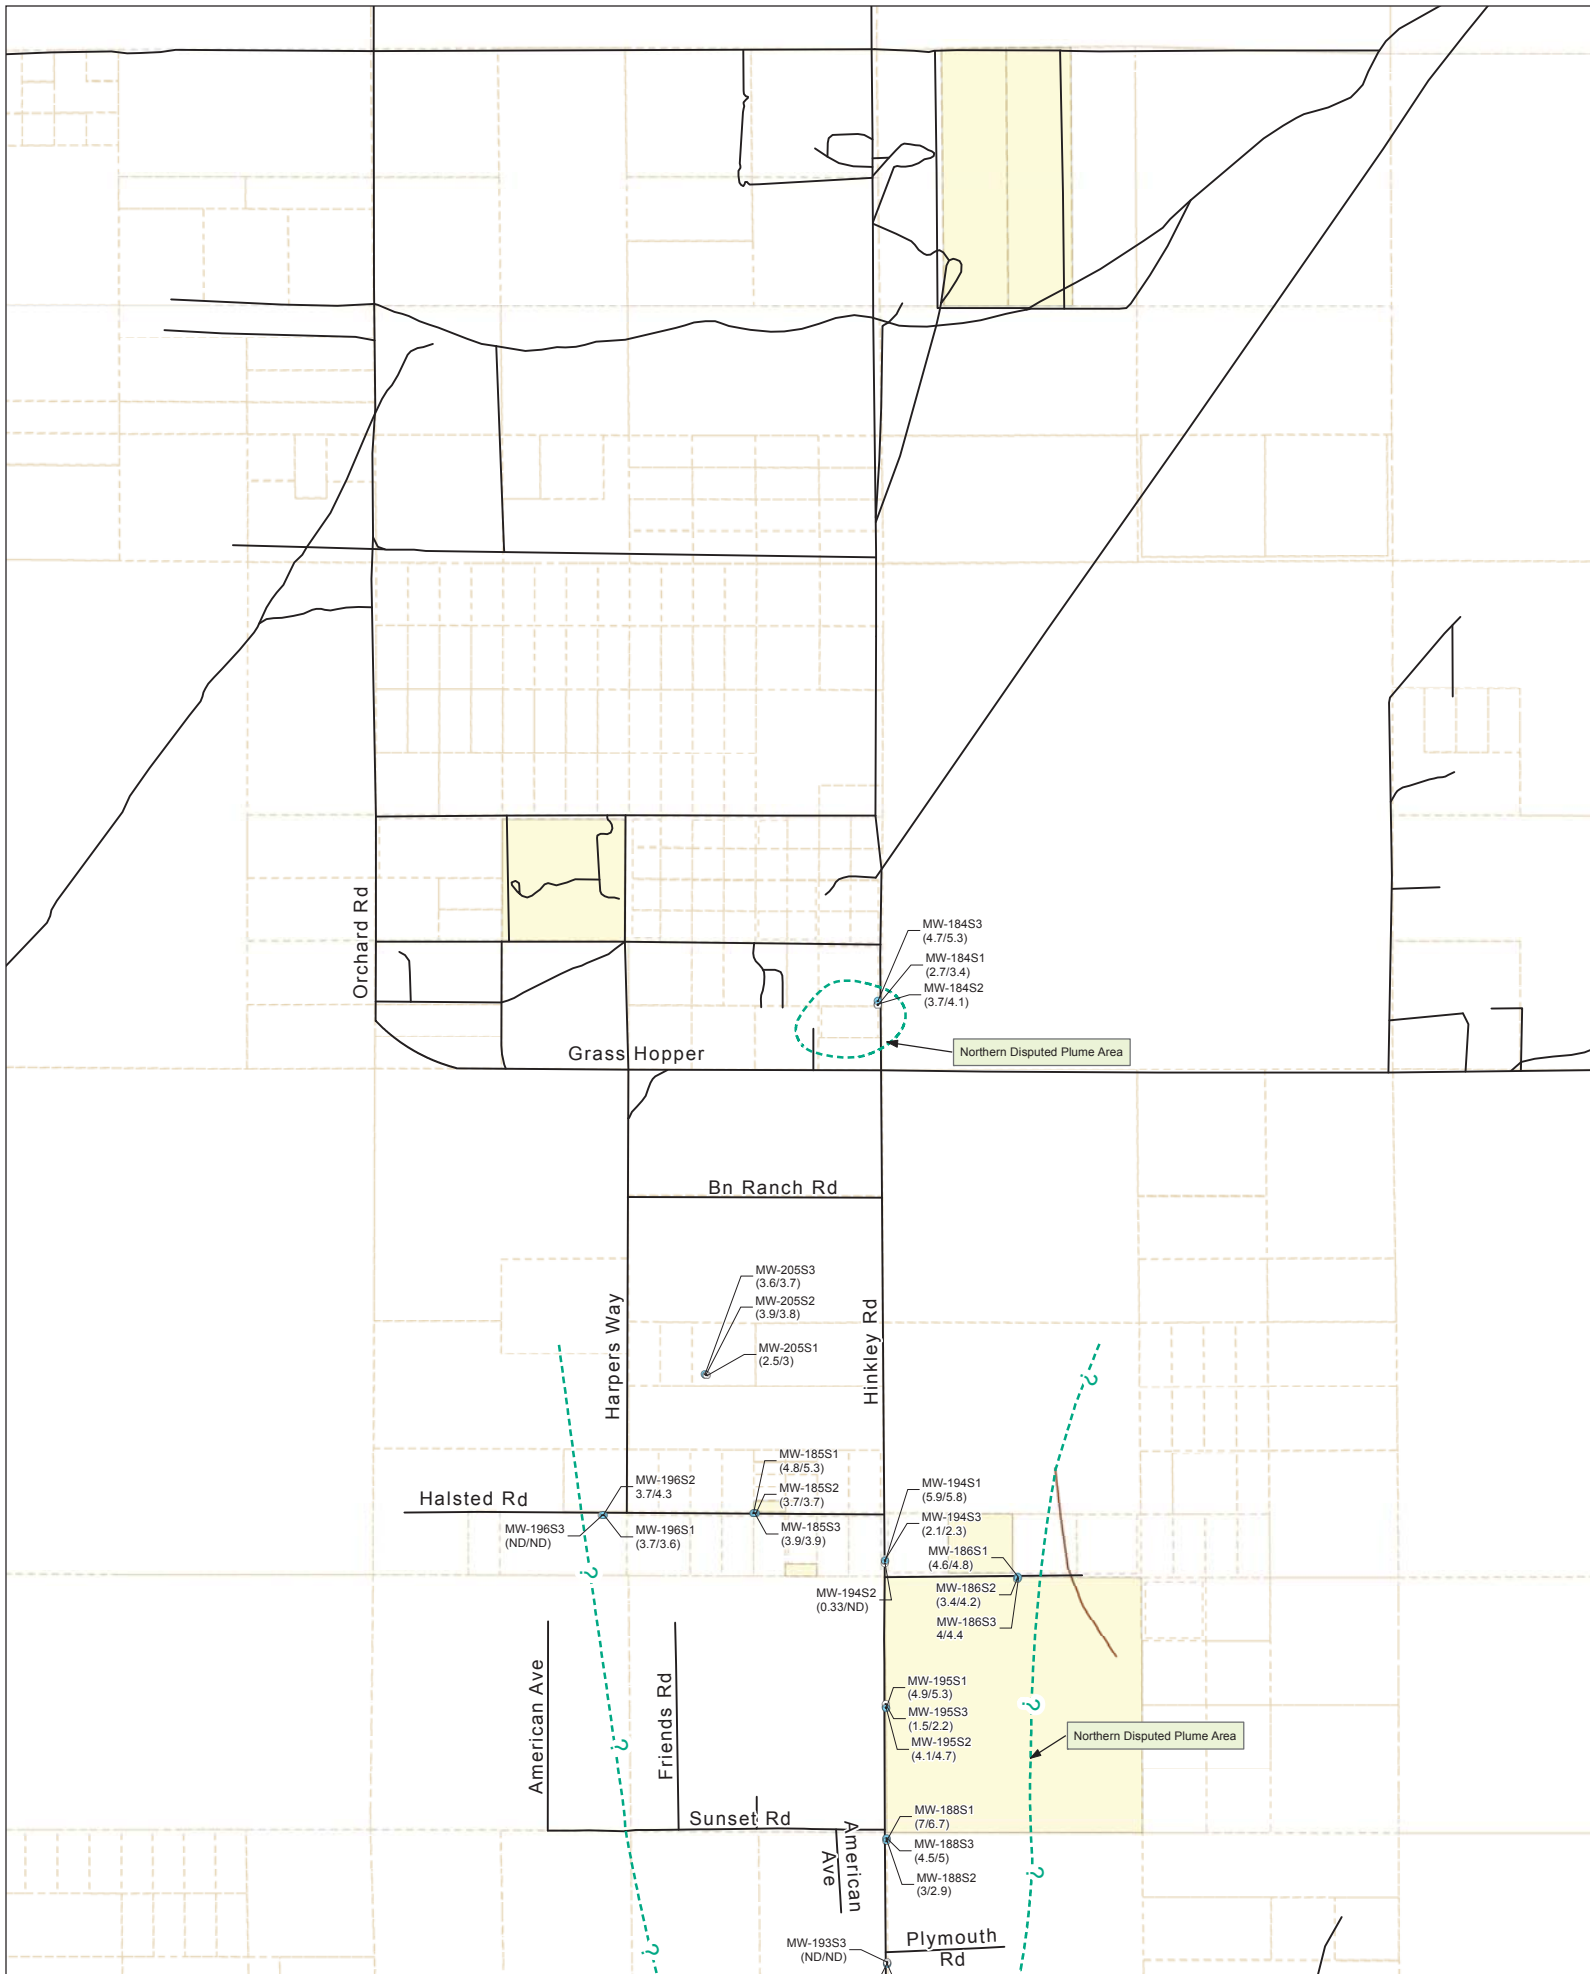 MW-184S3
(4.7/5.3)
MW-184S1
(2.7/3.4)
MW-184S2
(3.7/4.1)
Orchard Rd
Northern Disputed Plume Area
Grass Hopper
Bn Ranch Rd
MW-205S3
(3.6/3.7)
MW-205S2
(3.9/3.8)
MW-205S1
(2.5/3)
Harpers Way
Hinkley Rd
?
MW-185S1
(4.8/5.3)
MW-196S2
3.7/4.3
MW-185S2
(3.7/3.7)
MW-194S1
(5.9/5.8)
Halsted Rd
MW-196S3
(ND/ND)
MW-196S1
(3.7/3.6)
MW-185S3
(3.9/3.9)
MW-194S3
(2.1/2.3)
MW-186S1
(4.6/4.8)
?
MW-194S2
(0.33/ND)
MW-186S2
(3.4/4.2)
MW-186S3
4/4.4
American Ave
Friends Rd
MW-195S1
(4.9/5.3)
MW-195S3
(1.5/2.2)
MW-195S2
(4.1/4.7)
?
?
Northern Disputed Plume Area
Sunset Rd
American
Ave
MW-188S1
(7/6.7)
MW-188S3
(4.5/5)
MW-188S2
(3/2.9)
?
MW-193S3
(ND/ND)
Plymouth
Rd
?